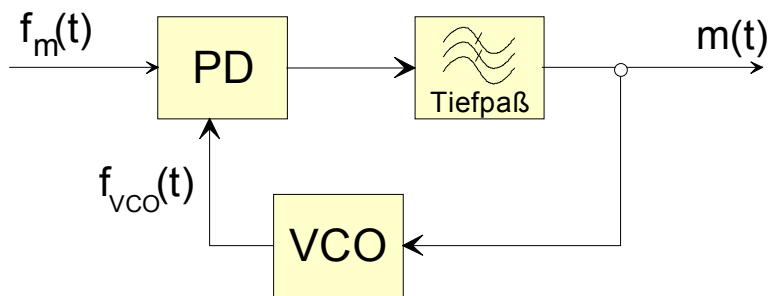 f_m(t)
PD
Tiefpaß
m(t)
f_VCO(t)
VCO